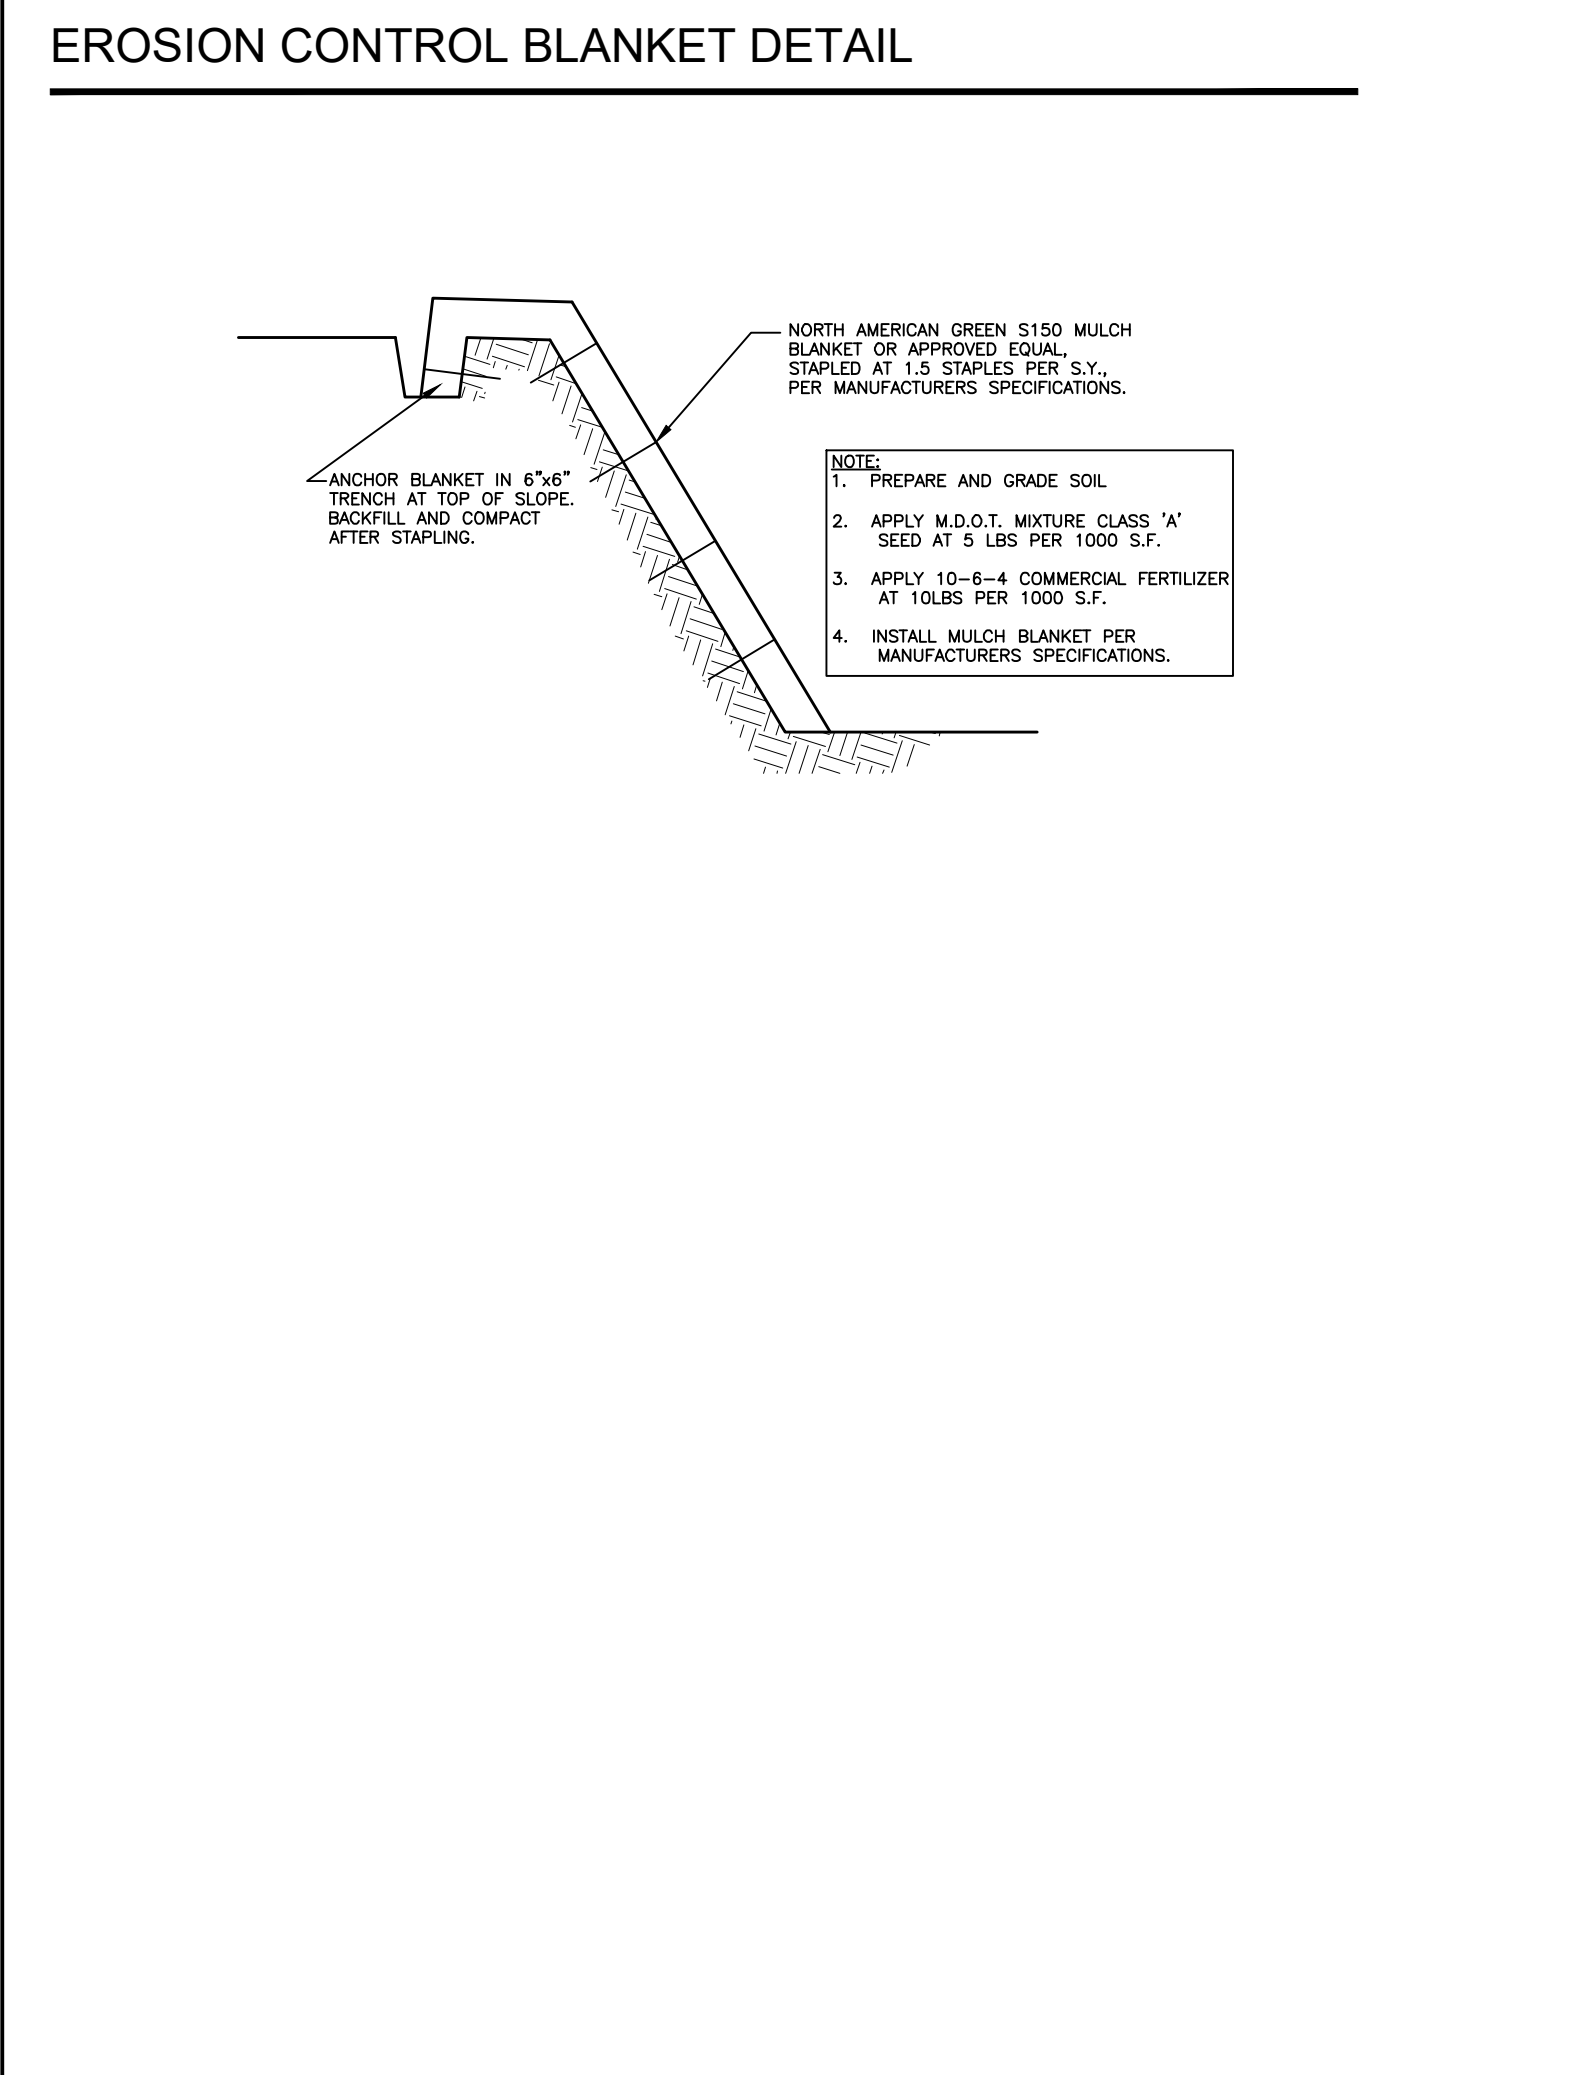 EROSION CONTROL BLANKET DETAIL
NORTH AMERICAN GREEN S150 MULCH
BLANKET OR APPROVED EQUAL,
STAPLED AT 1.5 STAPLES PER S.Y.,
PER MANUFACTURERS SPECIFICATIONS.
ANCHOR BLANKET IN 6"x6"
TRENCH AT TOP OF SLOPE.
BACKFILL AND COMPACT
AFTER STAPLING.
NOTE:
1. PREPARE AND GRADE SOIL
2. APPLY M.D.O.T. MIXTURE CLASS 'A'
SEED AT 5 LBS PER 1000 S.F.
3. APPLY 10-6-4 COMMERCIAL FERTILIZER
AT 10LBS PER 1000 S.F.
4. INSTALL MULCH BLANKET PER
MANUFACTURERS SPECIFICATIONS.